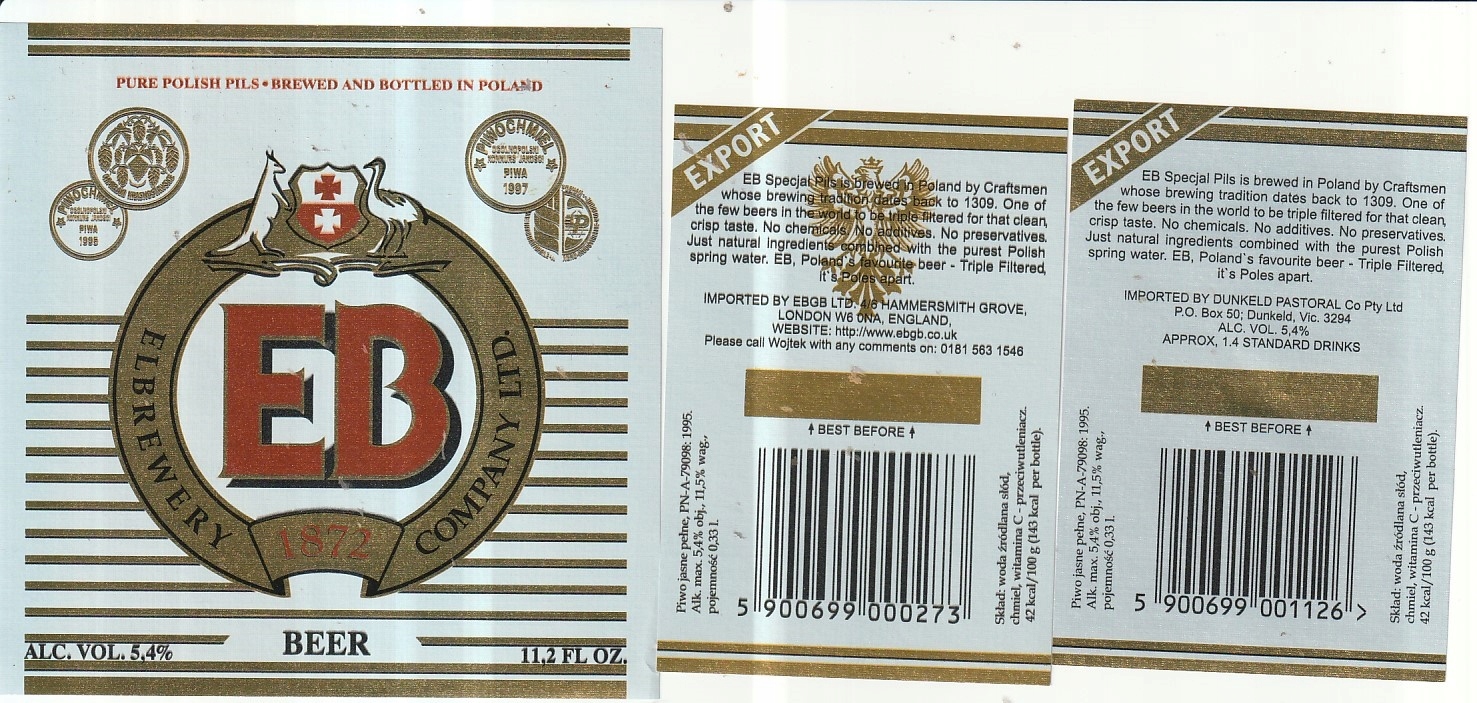 PURE POLISH PILS • BREWED AND BOTTLED IN POLAND
PIWOCHMIEL
PIWA
1996
PIWOCHMIEL
OGÓLNOPOLSKI
KONKURS JAKOŚCI
PIWA
1997
EB
ELBREWERY COMPANY LTD.
1872
BEER
ALC. VOL. 5,4%
11,2 FL OZ.
EXPORT
EB Specjal Pils is brewed in Poland by Craftsmen
whose brewing tradition dates back to 1309. One of
the few beers in the world to be triple filtered for that clean,
crisp taste. No chemicals. No additives. No preservatives.
Just natural ingredients combined with the purest Polish
spring water. EB, Poland`s favourite beer - Triple Filtered,
it`s Poles apart.
IMPORTED BY EBGB LTD. 4/6 HAMMERSMITH GROVE,
LONDON W6 0NA, ENGLAND,
WEBSITE: http://www.ebgb.co.uk
Please call Wojtek with any comments on: 0181 563 1546
BEST BEFORE
Piwo jasne pełne, PN-A-79098: 1995.
Alk. max. 5,4% obj., 11,5% wag.,
pojemność 0,33 l.
5 900699 000273
Skład: woda źródlana słód,
chmiel, witamina C - przeciwutleniacz.
42 kcal/100 g (143 kcal per bottle).
EXPORT
EB Specjal Pils is brewed in Poland by Craftsmen
whose brewing tradition dates back to 1309. One of
the few beers in the world to be triple filtered for that clean,
crisp taste. No chemicals. No additives. No preservatives.
Just natural ingredients combined with the purest Polish
spring water. EB, Poland`s favourite beer - Triple Filtered,
it`s Poles apart.
IMPORTED BY DUNKELD PASTORAL Co Pty Ltd
P.O. Box 50; Dunkeld, Vic. 3294
ALC. VOL. 5,4%
APPROX, 1.4 STANDARD DRINKS
BEST BEFORE
Piwo jasne pełne, PN-A-79098: 1995.
Alk. max. 5,4% obj., 11,5% wag.,
pojemność 0,33 l.
5 900699 001126 >
Skład: woda źródlana słód,
chmiel, witamina C - przeciwutleniacz.
42 kcal/100 g (143 kcal per bottle).